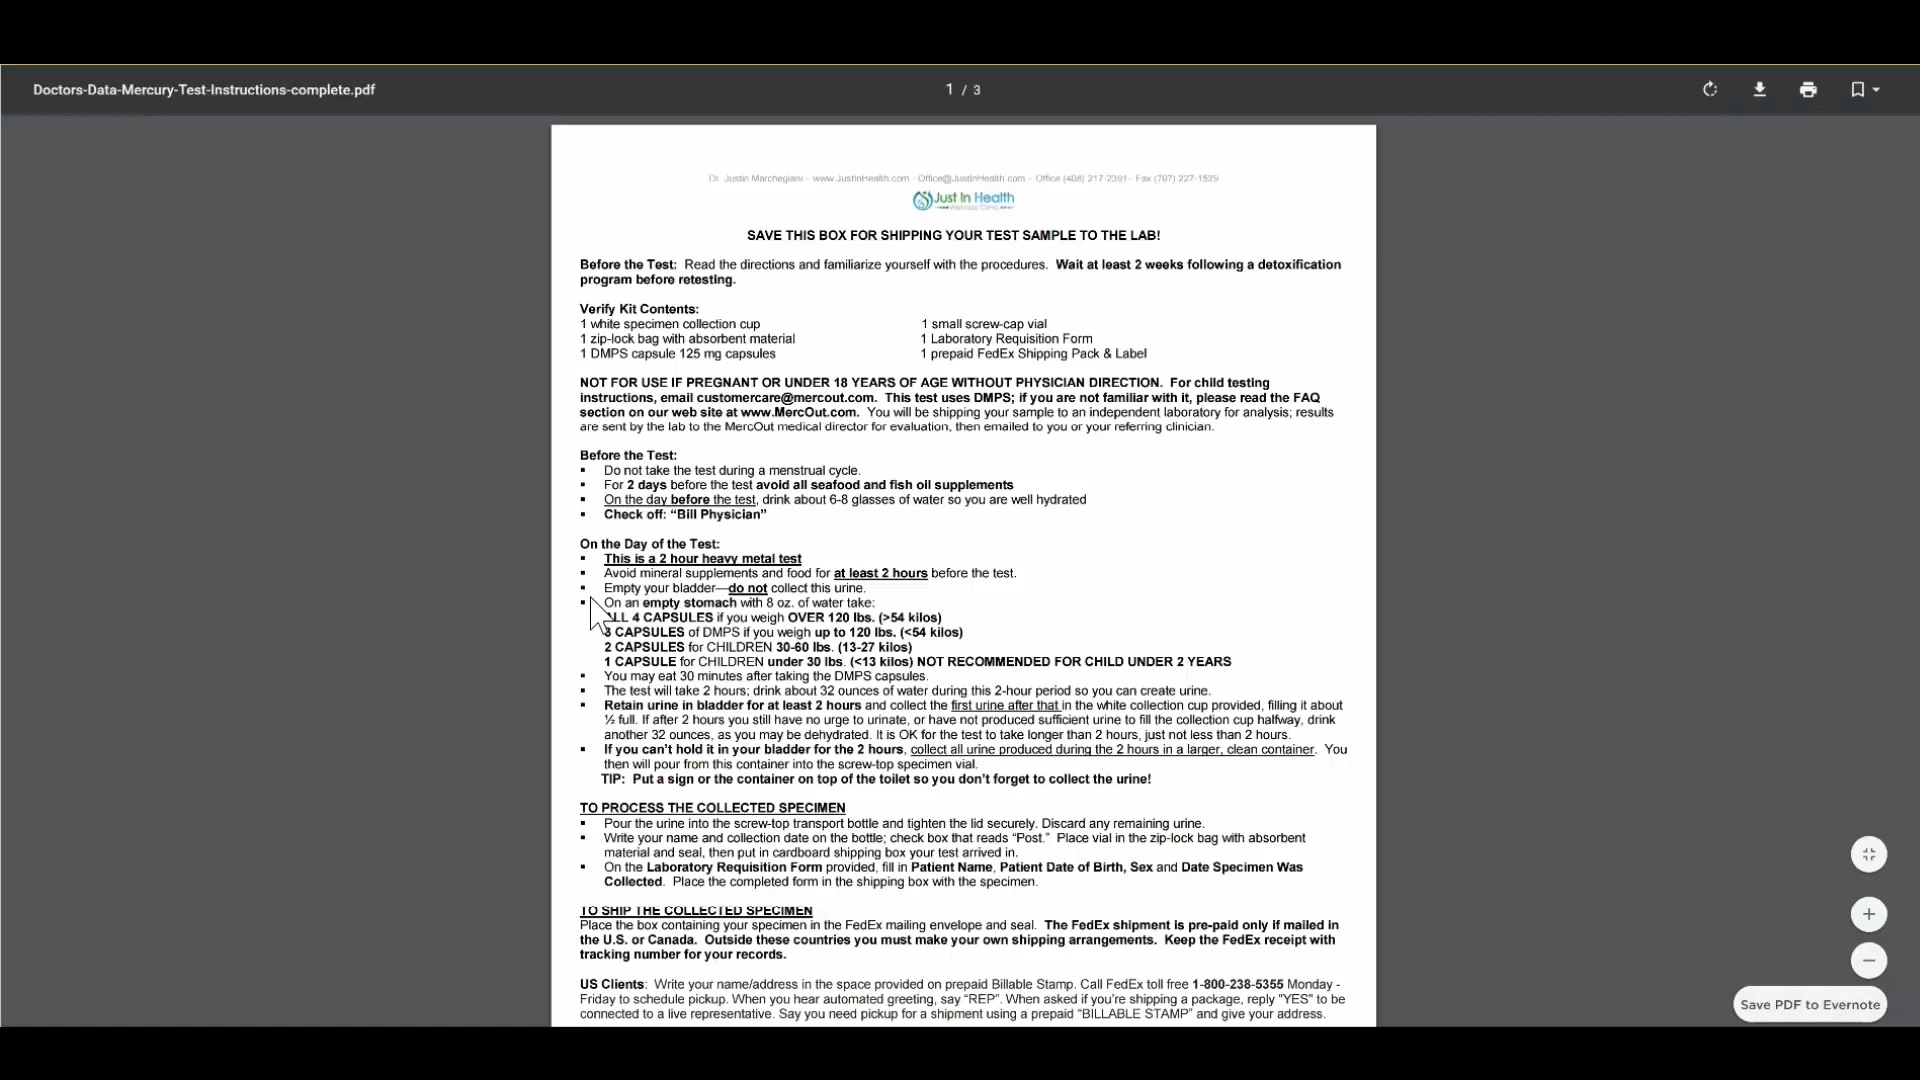 Doctors-Data-Mercury-Test-Instructions-complete.pdf
1 / 3
Dr. Justin Marchegiani – www.JustInHealth.com - Office@JustInHealth.com – Office (408) 217-2391– Fax (707) 227-1529
Just In Health
Wellness Clinic
SAVE THIS BOX FOR SHIPPING YOUR TEST SAMPLE TO THE LAB!
Before the Test: Read the directions and familiarize yourself with the procedures. Wait at least 2 weeks following a detoxification
program before retesting.
Verify Kit Contents:
1 white specimen collection cup 1 small screw-cap vial
1 zip-lock bag with absorbent material 1 Laboratory Requisition Form
1 DMPS capsule 125 mg capsules 1 prepaid FedEx Shipping Pack & Label
NOT FOR USE IF PREGNANT OR UNDER 18 YEARS OF AGE WITHOUT PHYSICIAN DIRECTION. For child testing
instructions, email customercare@mercout.com. This test uses DMPS; if you are not familiar with it, please read the FAQ
section on our web site at www.MercOut.com. You will be shipping your sample to an independent laboratory for analysis; results
are sent by the lab to the MercOut medical director for evaluation, then emailed to you or your referring clinician.
Before the Test:
▪ Do not take the test during a menstrual cycle.
▪ For 2 days before the test avoid all seafood and fish oil supplements
▪ On the day before the test, drink about 6-8 glasses of water so you are well hydrated
▪ Check off: “Bill Physician”
On the Day of the Test:
▪ This is a 2 hour heavy metal test
▪ Avoid mineral supplements and food for at least 2 hours before the test.
▪ Empty your bladder—do not collect this urine.
▪ On an empty stomach with 8 oz. of water take:
ALL 4 CAPSULES if you weigh OVER 120 lbs. (>54 kilos)
3 CAPSULES of DMPS if you weigh up to 120 lbs. (<54 kilos)
2 CAPSULES for CHILDREN 30-60 lbs. (13-27 kilos)
1 CAPSULE for CHILDREN under 30 lbs. (<13 kilos) NOT RECOMMENDED FOR CHILD UNDER 2 YEARS
▪ You may eat 30 minutes after taking the DMPS capsules.
▪ The test will take 2 hours; drink about 32 ounces of water during this 2-hour period so you can create urine.
▪ Retain urine in bladder for at least 2 hours and collect the first urine after that in the white collection cup provided, filling it about
½ full. If after 2 hours you still have no urge to urinate, or have not produced sufficient urine to fill the collection cup halfway, drink
another 32 ounces, as you may be dehydrated. It is OK for the test to take longer than 2 hours, just not less than 2 hours.
▪ If you can’t hold it in your bladder for the 2 hours, collect all urine produced during the 2 hours in a larger, clean container. You
then will pour from this container into the screw-top specimen vial.
TIP: Put a sign or the container on top of the toilet so you don’t forget to collect the urine!
TO PROCESS THE COLLECTED SPECIMEN
▪ Pour the urine into the screw-top transport bottle and tighten the lid securely. Discard any remaining urine.
▪ Write your name and collection date on the bottle; check box that reads “Post.” Place vial in the zip-lock bag with absorbent
material and seal, then put in cardboard shipping box your test arrived in.
▪ On the Laboratory Requisition Form provided, fill in Patient Name, Patient Date of Birth, Sex and Date Specimen Was
Collected. Place the completed form in the shipping box with the specimen.
TO SHIP THE COLLECTED SPECIMEN
Place the box containing your specimen in the FedEx mailing envelope and seal. The FedEx shipment is pre-paid only if mailed in
the U.S. or Canada. Outside these countries you must make your own shipping arrangements. Keep the FedEx receipt with
tracking number for your records.
US Clients: Write your name/address in the space provided on prepaid Billable Stamp. Call FedEx toll free 1-800-238-5355 Monday -
Friday to schedule pickup. When you hear automated greeting, say “REP”. When asked if you’re shipping a package, reply "YES" to be
connected to a live representative. Say you need pickup for a shipment using a prepaid “BILLABLE STAMP” and give your address.
Save PDF to Evernote